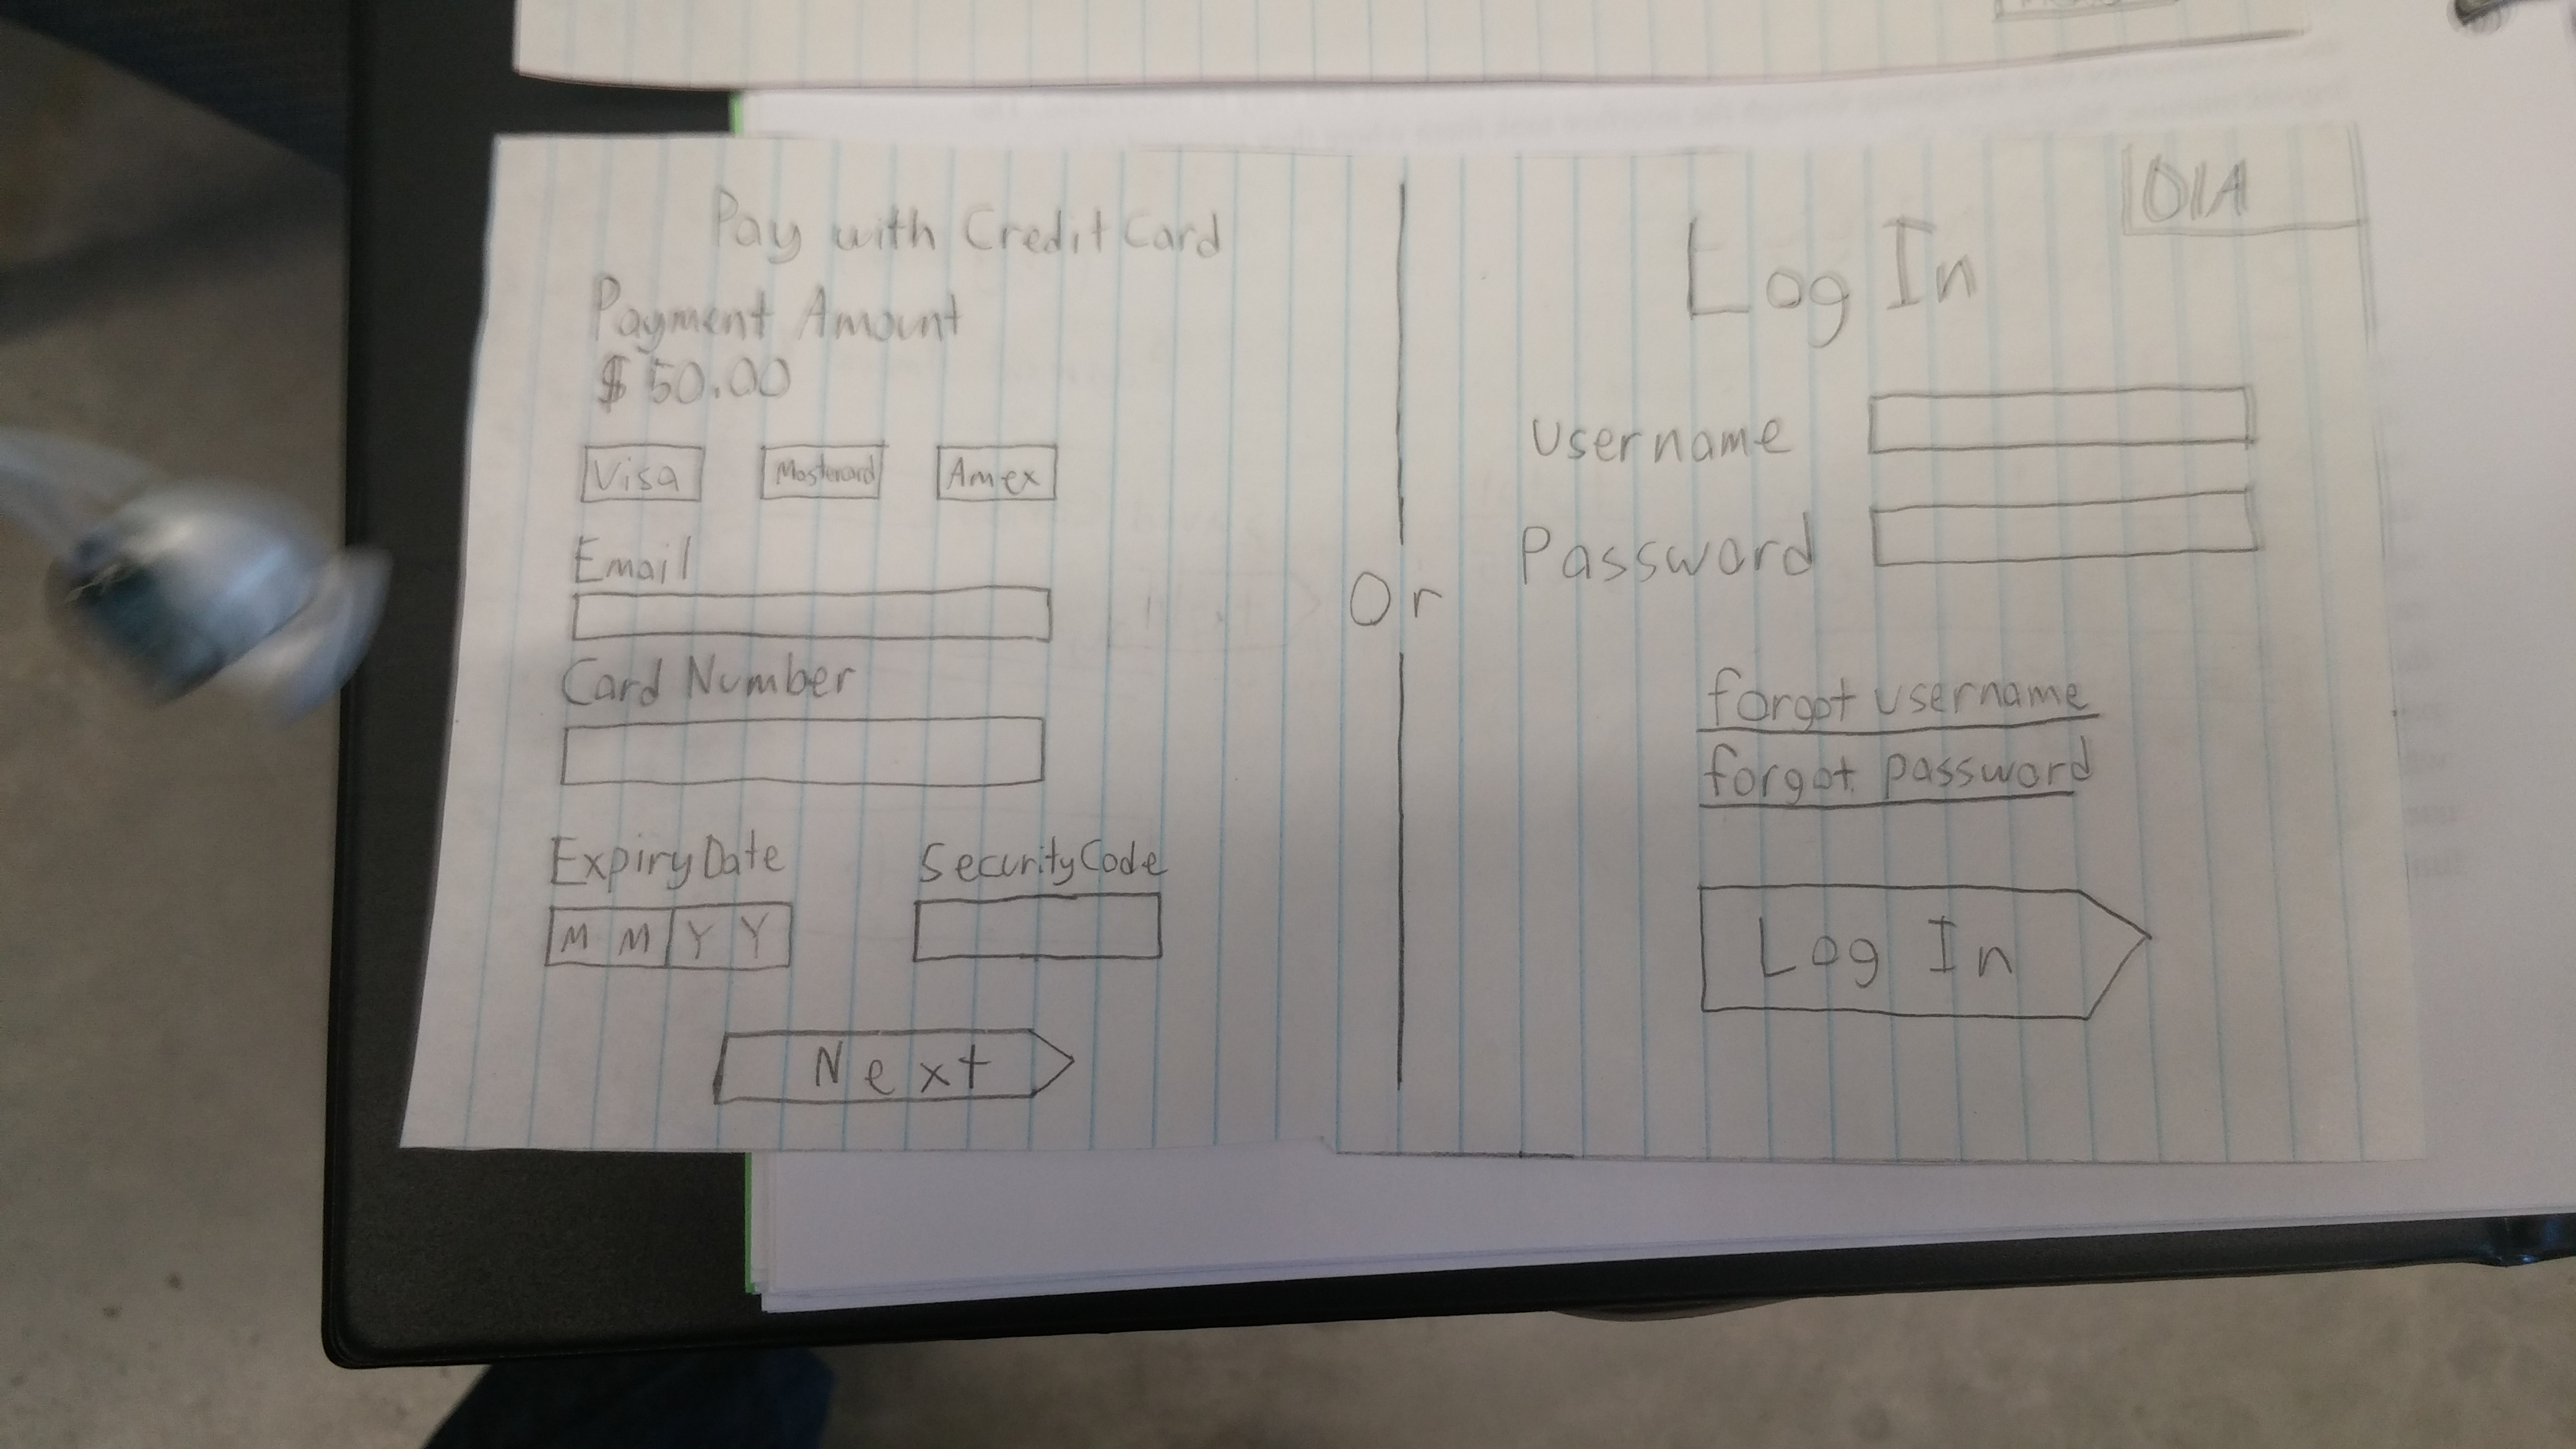 Pay with Credit Card
Payment Amount
$50.00
Visa
Mastercard
Amex
Email
Card Number
Expiry Date
Security Code
M M Y Y
Next
Or
Log In
username
Password
forgot username
forgot password
Log In